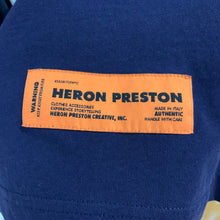 WARNING
HERON PRESTON
CLOTHES ACCESSORIES
EXPERIENCE STORYTELLING
HERON PRESTON CREATIVE, INC.
MADE IN ITALY
AUTHENTIC
HANDLE WITH CARE